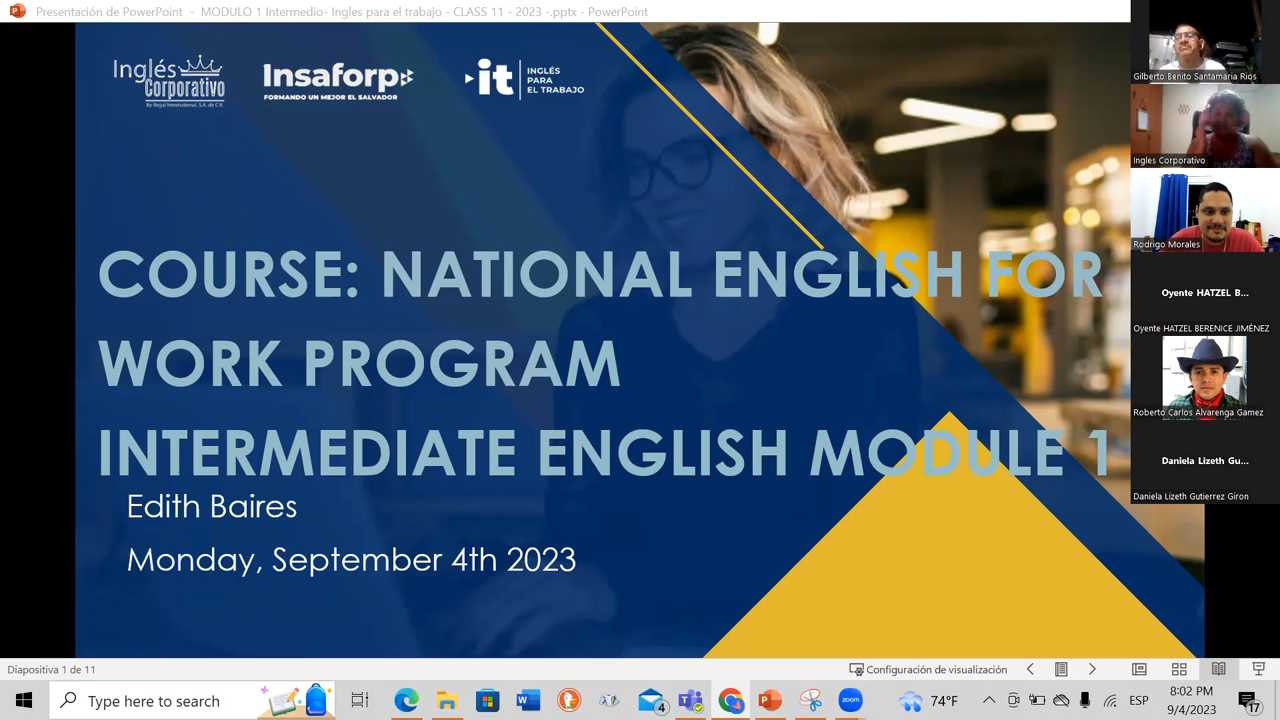 Presentación de PowerPoint - MODULO 1 Intermedio- Ingles para el trabajo - CLASS 11 - 2023 -.pptx - PowerPoint
Inglés
Corporativo
By Regal International, S.A. de C.V.
Insaforp
FORMANDO UN MEJOR EL SALVADOR
it
INGLÉS
PARA
EL TRABAJO
COURSE: NATIONAL ENGLISH FOR
WORK PROGRAM
INTERMEDIATE ENGLISH MODULE 1
Edith Baires
Monday, September 4th 2023
Gilberto Benito Santamaria Rios
Ingles Corporativo
Rodrigo Morales
Oyente HATZEL B...
Oyente HATZEL BERENICE JIMÉNEZ
Roberto Carlos Alvarenga Gamez
Daniela Lizeth Gu...
Daniela Lizeth Gutierrez Giron
Diapositiva 1 de 11
Configuración de visualización
Type here to search
4
zoom
74°F
ESP
8:02 PM
9/4/2023
17